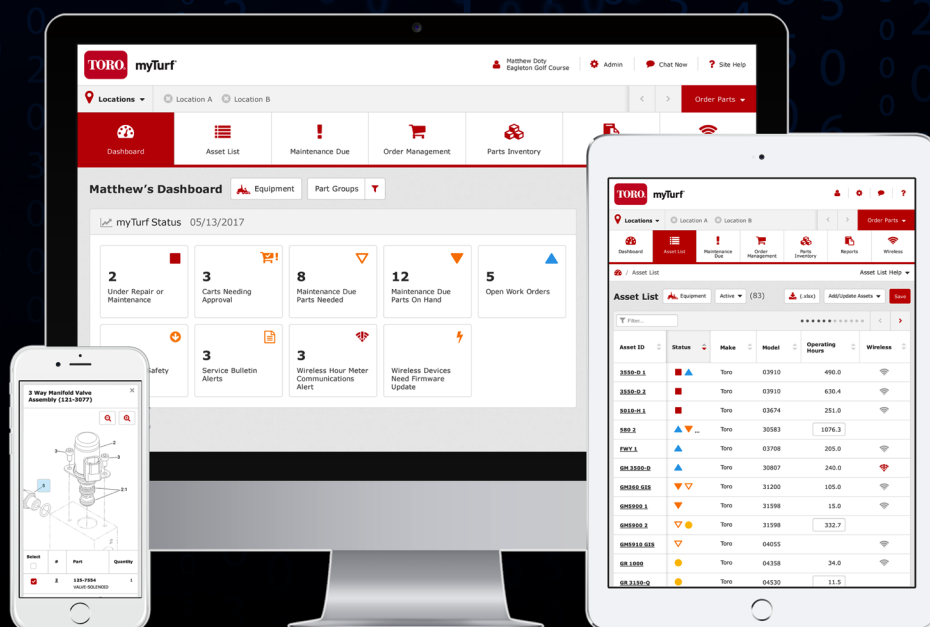 TORO. myTurf
Matthew Doty
Eagleton Golf Course
Admin
Chat Now
? Site Help
Locations
Location A
Location B
Order Parts
Dashboard
Asset List
Maintenance Due
Order Management
Parts Inventory
Matthew's Dashboard
Equipment
Part Groups
myTurf Status 05/13/2017
2
Under Repair or
Maintenance
3
Carts Needing
Approval
8
Maintenance Due
Parts Needed
12
Maintenance Due
Parts On Hand
5
Open Work Orders
Safety
3
Service Bulletin
Alerts
3
Wireless Hour Meter
Communications
Alert
Wireless Devices
Need Firmware
Update
3 Way Manifold Valve
Assembly (121-3077)
2
3
3
2:1
Select
#
Part
Quantity
2
125-7554
1
VALVE-SOLENOID
TORO. myTurf
?
Locations
Location A
Location B
Order Parts
Dashboard
Asset List
Maintenance
Due
Order
Management
Parts
Inventory
Reports
Wireless
/ Asset List
Asset List Help
Asset List
Equipment
Active
(83)
(.xlsx)
Add/Update Assets
Save
Filter...
Asset ID Status Make Model Operating Hours Wireless
3550-D 1 Toro 03910 490.0
3550-D 2 Toro 03910 630.4
5010-H 1 Toro 03674 251.0
580 2 ... Toro 30583 1076.3
FWY 1 Toro 03708 205.0
GH 3500-D Toro 30807 240.0
GM360 GIS Toro 31200 105.0
GM5900 1 Toro 31598 15.0
GM5900 2 Toro 31598 332.7
GM5910 GIS Toro 04055
GR 1000 Toro 04358 34.0
GR 3150-Q Toro 04530 11.5